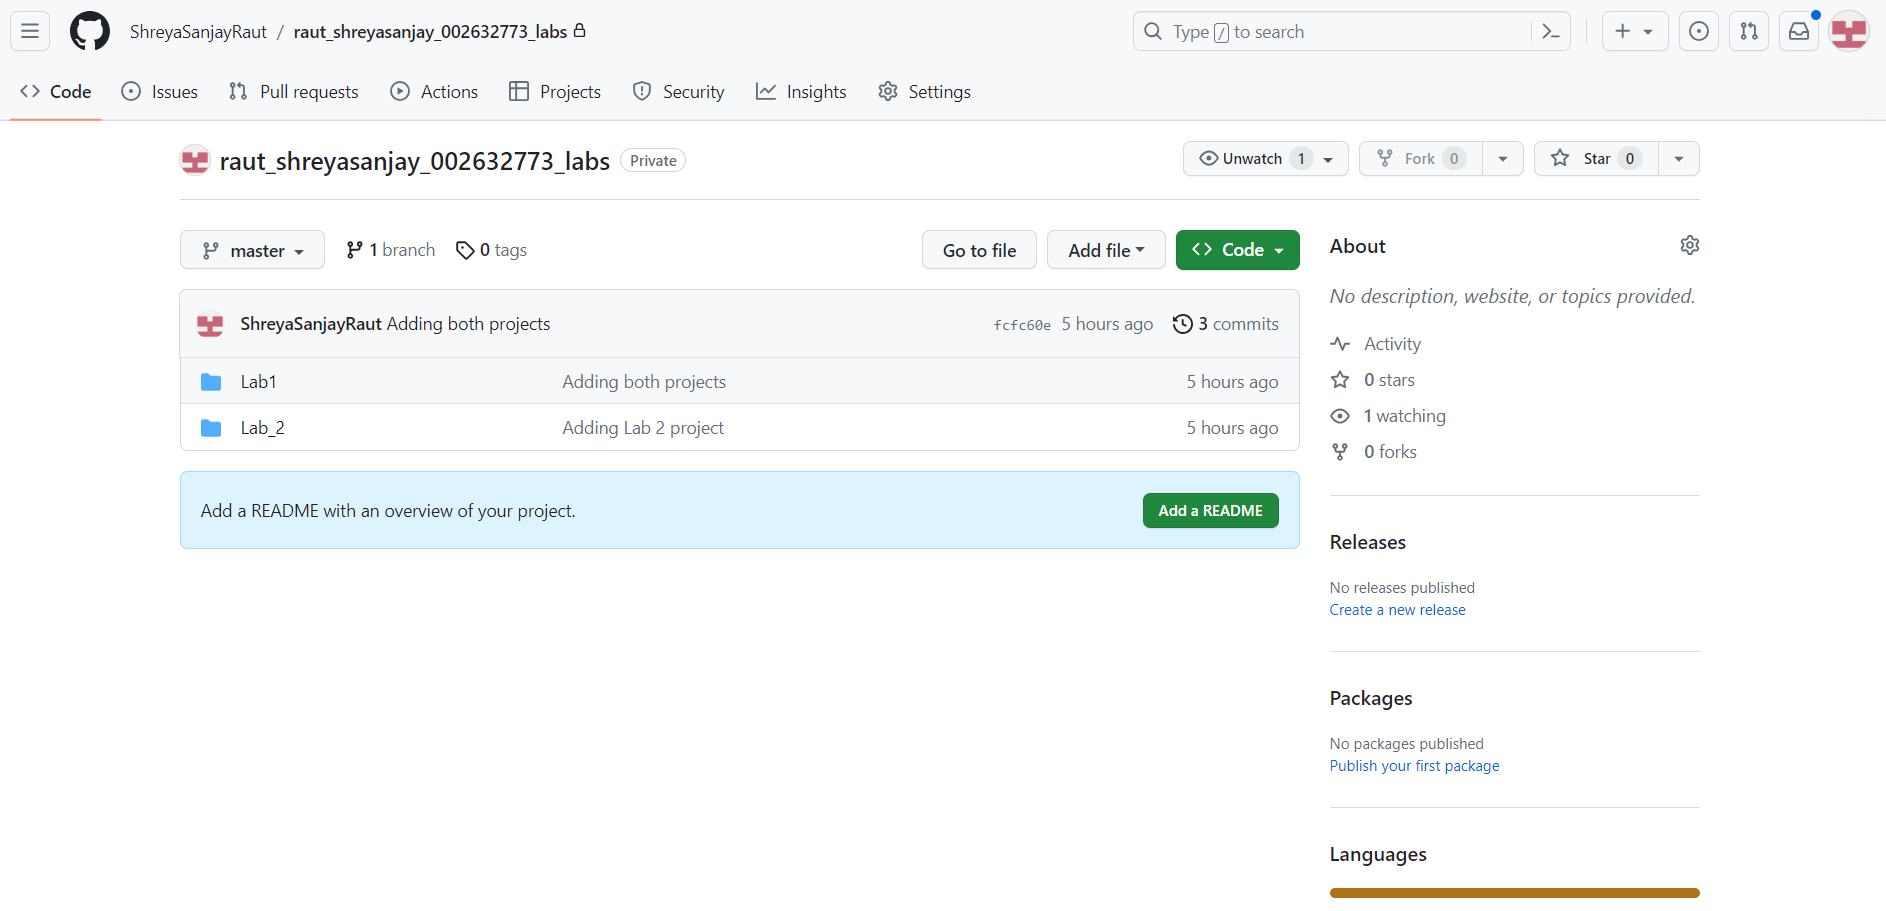 ShreyaSanjayRaut / raut_shreyasanjay_002632773_labs
Type / to search
Code Issues Pull requests Actions Projects Security Insights Settings
raut_shreyasanjay_002632773_labs Private
Unwatch 1 Fork 0 Star 0
master 1 branch 0 tags Go to file Add file Code
ShreyaSanjayRaut Adding both projects fcfc60e 5 hours ago 3 commits
Lab1 Adding both projects 5 hours ago
Lab_2 Adding Lab 2 project 5 hours ago
Add a README with an overview of your project. Add a README
About
No description, website, or topics provided.
Activity
0 stars
1 watching
0 forks
Releases
No releases published
Create a new release
Packages
No packages published
Publish your first package
Languages